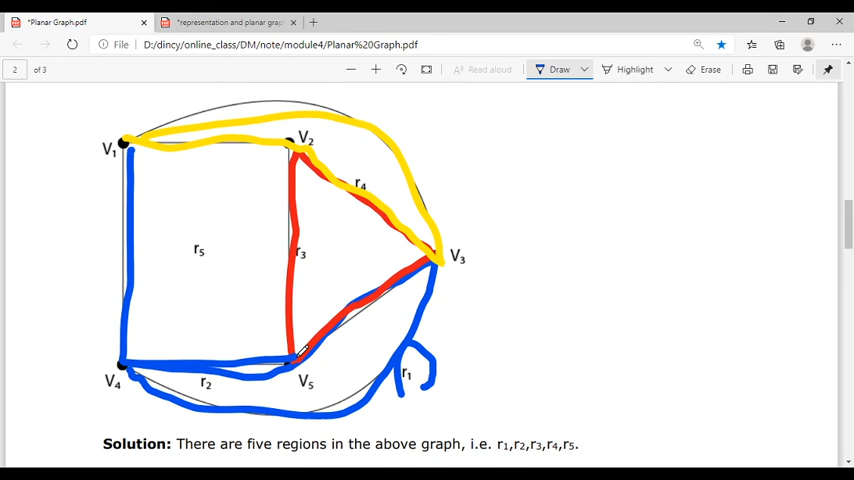 *Planar Graph.pdf
*representation and planar grap
File
D:/dincy/online_class/DM/note/module4/Planar%20Graph.pdf
2 of 3
Read aloud
Draw
Highlight
Erase
V1
V2
r4
r5
r3
V3
V4
r2
V5
r1
Solution: There are five regions in the above graph, i.e. r1,r2,r3,r4,r5.